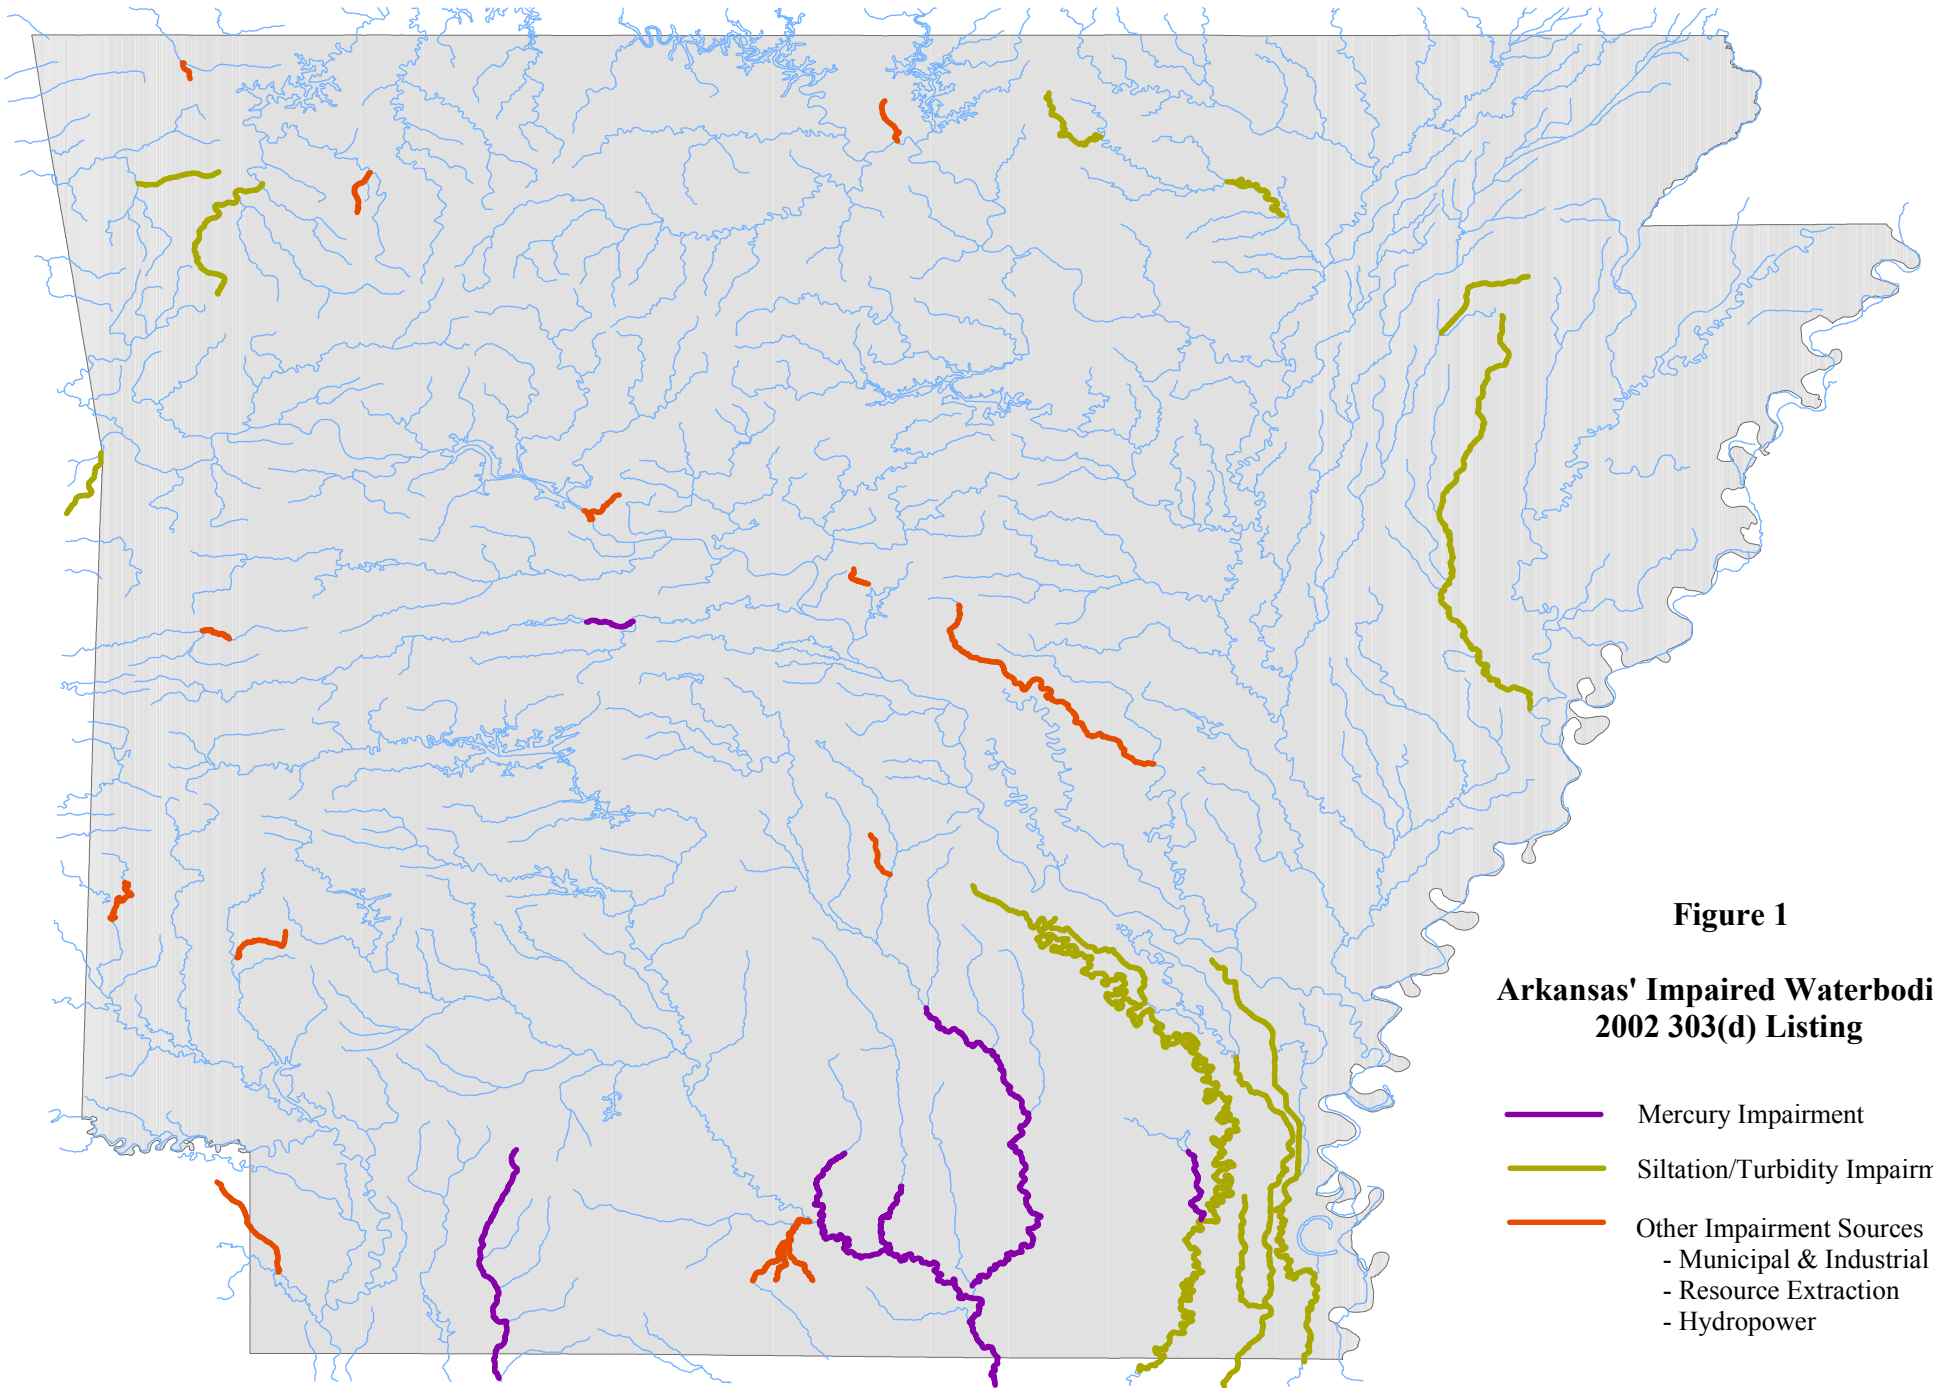 Figure 1
Arkansas' Impaired Waterbodi
2002 303(d) Listing
Mercury Impairment
Siltation/Turbidity Impairm
Other Impairment Sources
- Municipal & Industrial
- Resource Extraction
- Hydropower